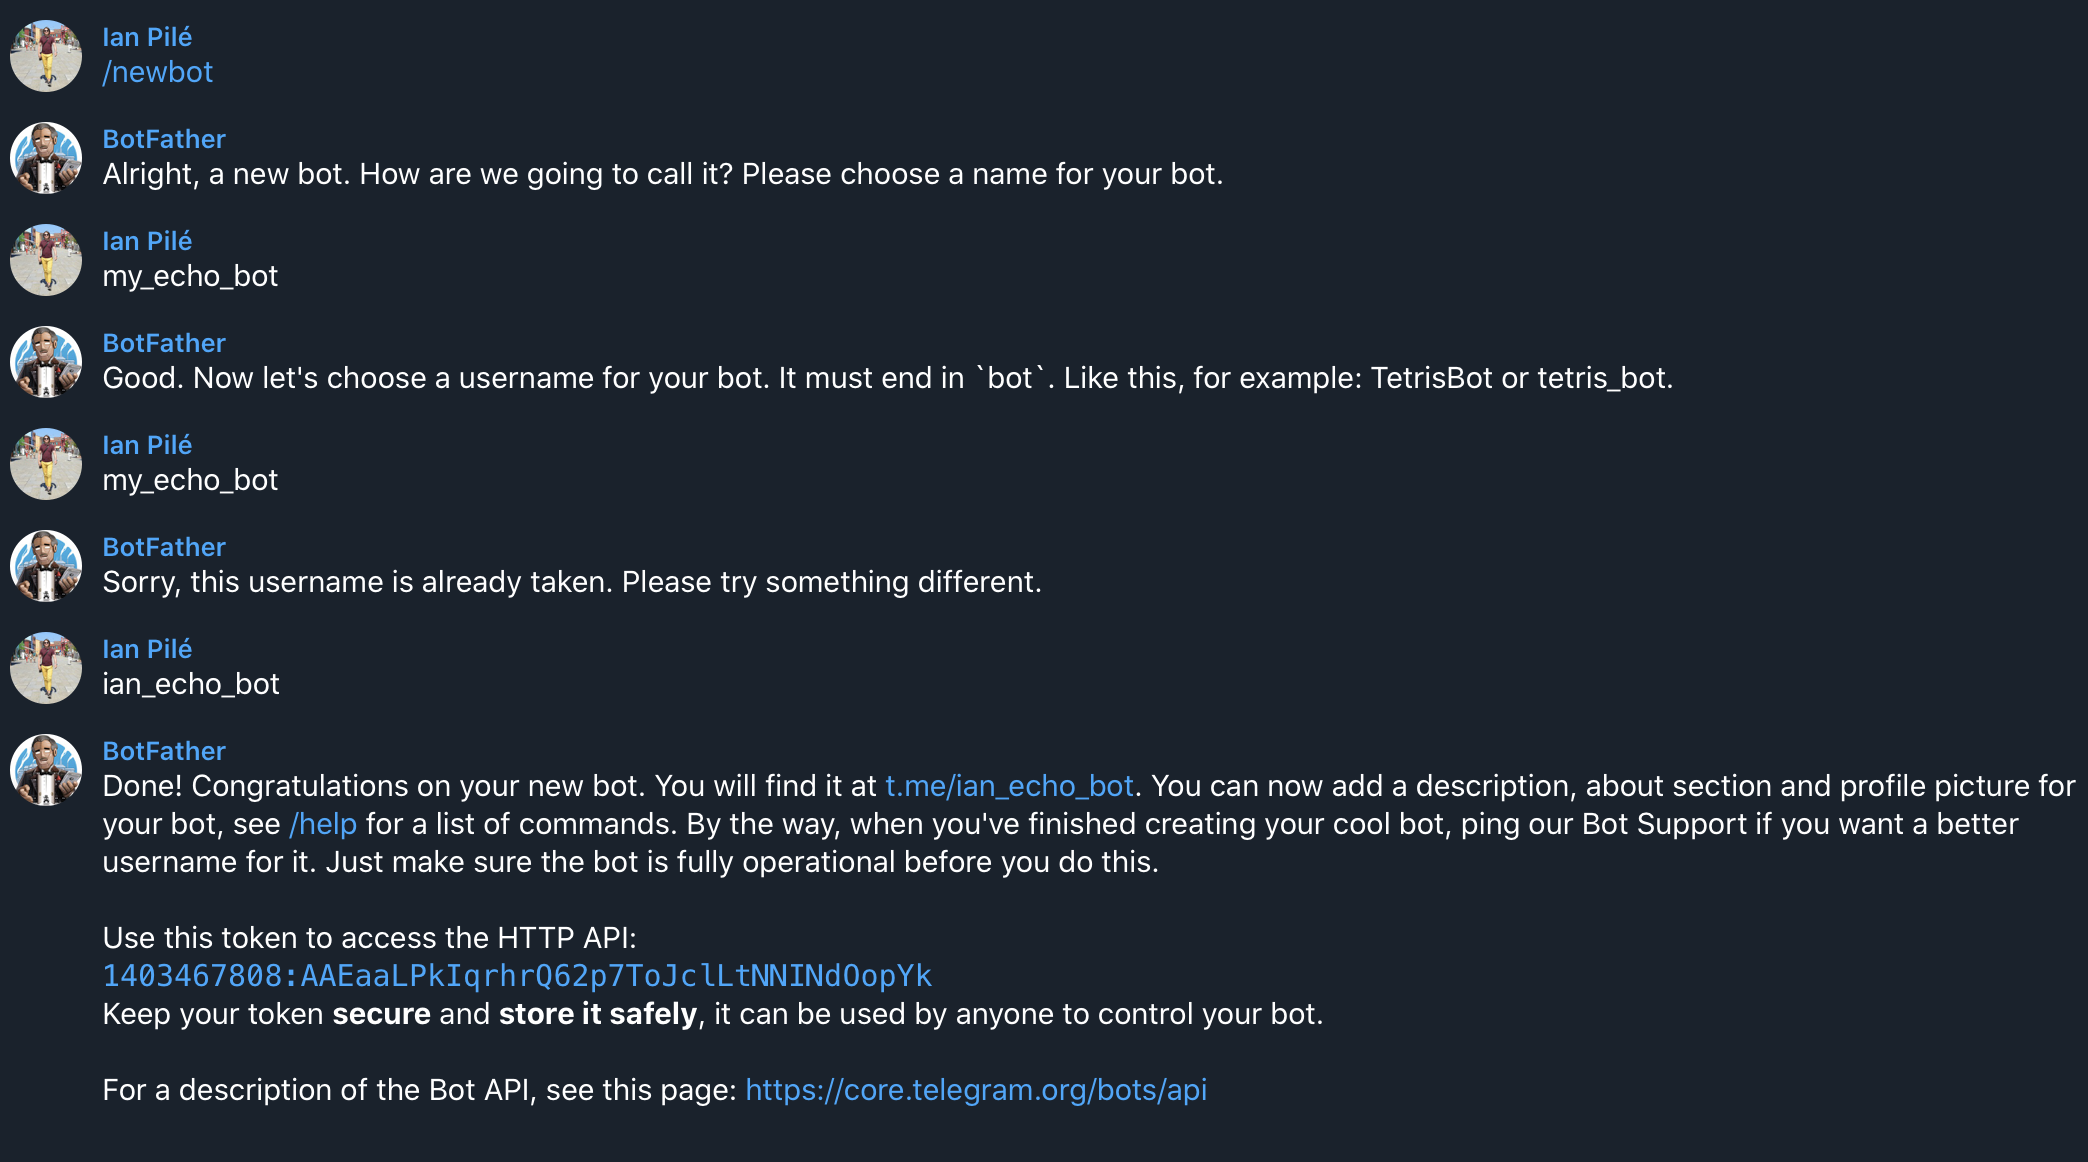 Ian Pilé
/newbot
BotFather
Alright, a new bot. How are we going to call it? Please choose a name for your bot.
Ian Pilé
my_echo_bot
BotFather
Good. Now let's choose a username for your bot. It must end in `bot`. Like this, for example: TetrisBot or tetris_bot.
Ian Pilé
my_echo_bot
BotFather
Sorry, this username is already taken. Please try something different.
Ian Pilé
ian_echo_bot
BotFather
Done! Congratulations on your new bot. You will find it at t.me/ian_echo_bot. You can now add a description, about section and profile picture for
your bot, see /help for a list of commands. By the way, when you've finished creating your cool bot, ping our Bot Support if you want a better
username for it. Just make sure the bot is fully operational before you do this.
Use this token to access the HTTP API:
1403467808:AAEaaLPkIqrhrQ62p7ToJclLtNNINdOopYk
Keep your token secure and store it safely, it can be used by anyone to control your bot.
For a description of the Bot API, see this page: https://core.telegram.org/bots/api